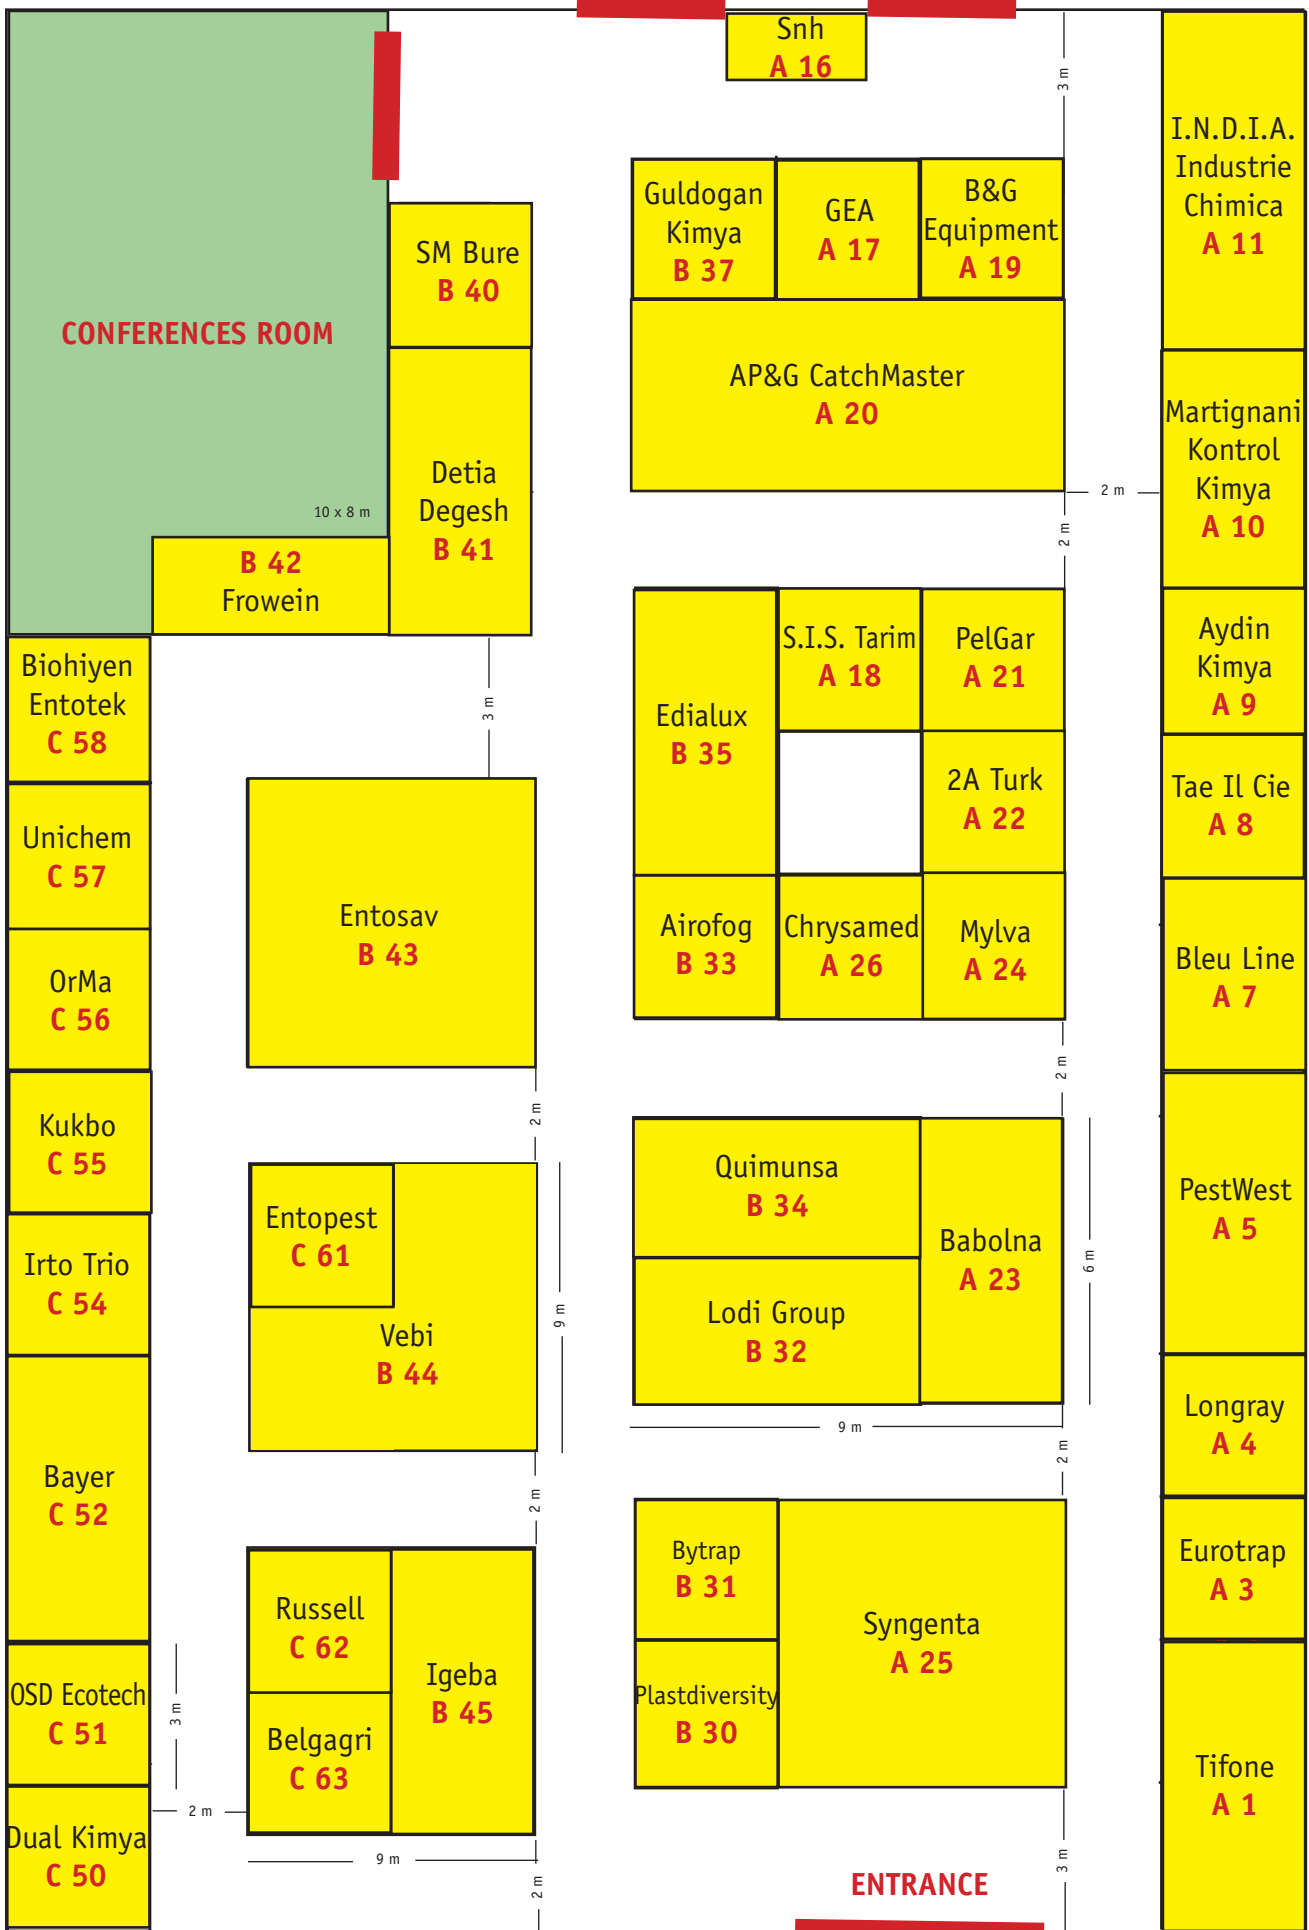 Snh
A 16
3 m
I.N.D.I.A.
Industrie
Chimica
A 11
Guldogan
Kimya
B 37
GEA
A 17
B&G
Equipment
A 19
SM Bure
B 40
CONFERENCES ROOM
10 x 8 m
AP&G CatchMaster
A 20
Martignani
Kontrol
Kimya
A 10
2 m
2 m
Detia
Degesh
B 41
B 42
Frowein
Biohiyen
Entotek
C 58
3 m
Edialux
B 35
S.I.S. Tarim
A 18
PelGar
A 21
Aydin
Kimya
A 9
2A Turk
A 22
Tae Il Cie
A 8
Unichem
C 57
Entosav
B 43
Airofog
B 33
Chrysamed
A 26
Mylva
A 24
Bleu Line
A 7
OrMa
C 56
2 m
2 m
Kukbo
C 55
Entopest
C 61
Vebi
B 44
9 m
Quimunsa
B 34
Babolna
A 23
6 m
PestWest
A 5
Irto Trio
C 54
Lodi Group
B 32
9 m
Longray
A 4
2 m
2 m
Bayer
C 52
Bytrap
B 31
Syngenta
A 25
Eurotrap
A 3
Russell
C 62
Igeba
B 45
Plastdiversity
B 30
OSD Ecotech
C 51
3 m
Belgagri
C 63
Tifone
A 1
2 m
Dual Kimya
C 50
9 m
2 m
3 m
ENTRANCE